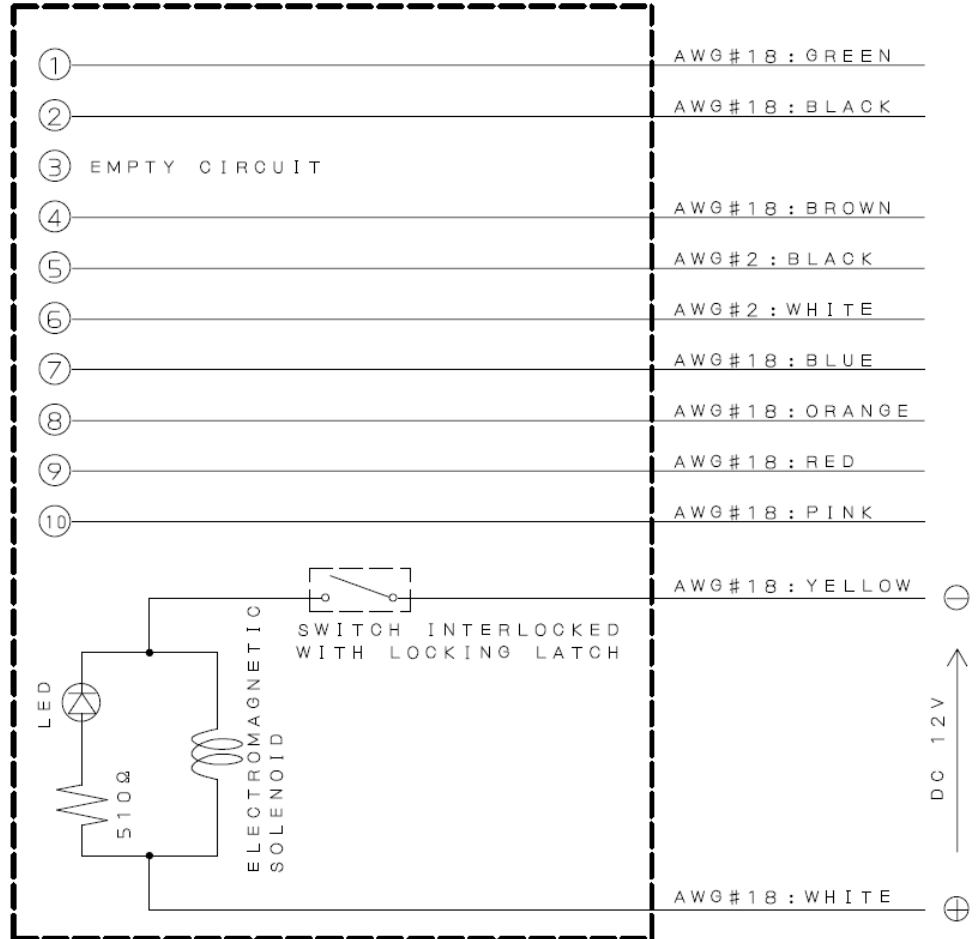 1 AWG#18:GREEN
2 AWG#18:BLACK
3 EMPTY CIRCUIT
4 AWG#18:BROWN
5 AWG#2:BLACK
6 AWG#2:WHITE
7 AWG#18:BLUE
8 AWG#18:ORANGE
9 AWG#18:RED
10 AWG#18:PINK
AWG#18:YELLOW
SWITCH INTERLOCKED
WITH LOCKING LATCH
LED
510Ω
ELECTROMAGNETIC
SOLENOID
DC 12V
AWG#18:WHITE